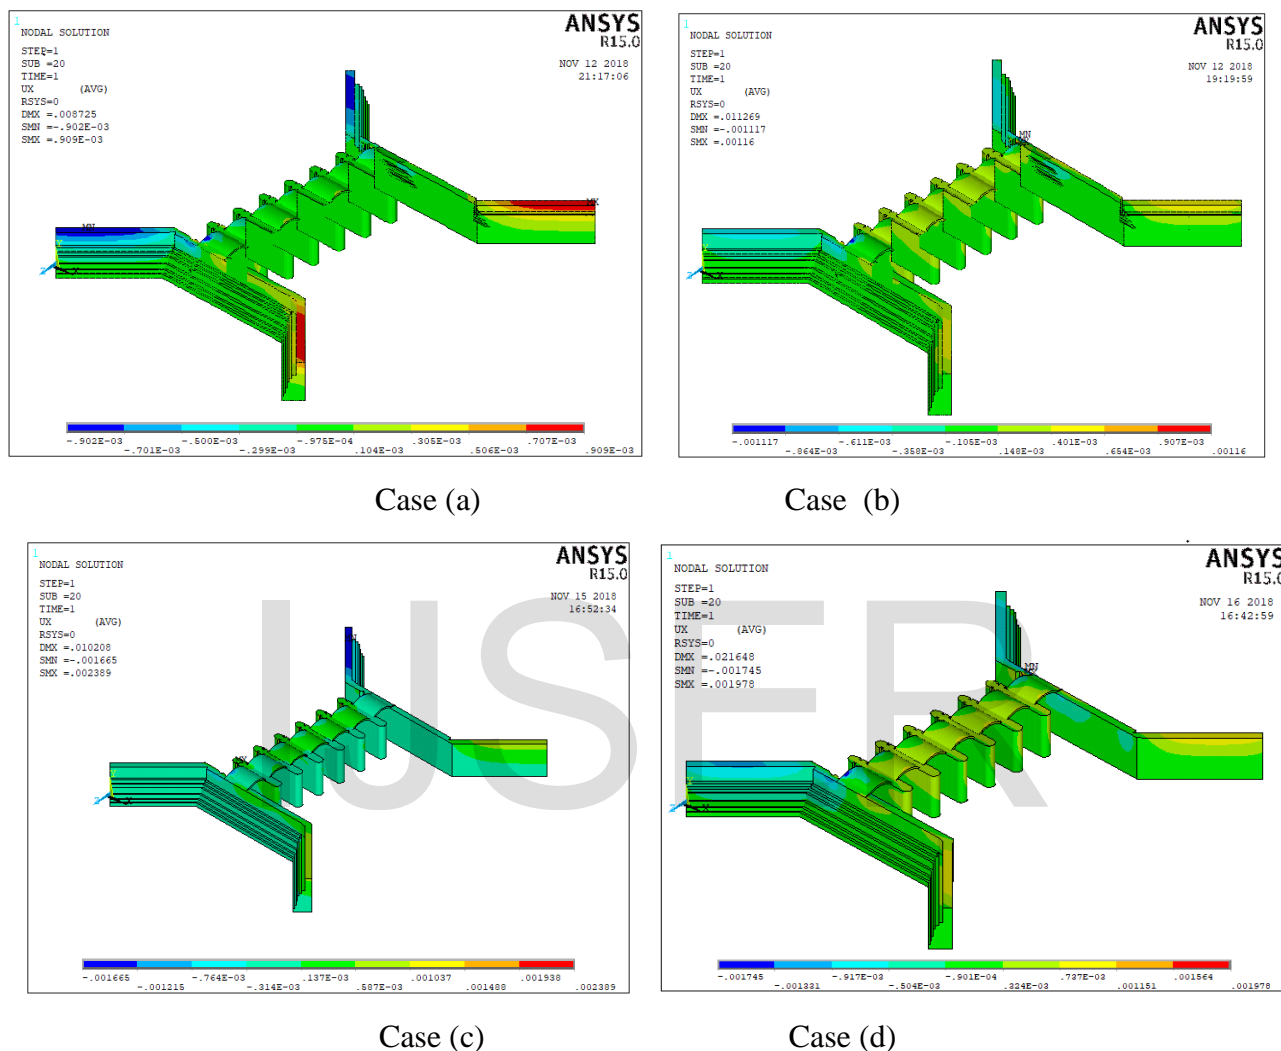 1
ANSYS
R15.0
NODAL SOLUTION
STEP=1
SUB =20
TIME=1
UX (AVG)
RSYS=0
DMX =.008725
SMN =-.902E-03
SMX =.909E-03
NOV 12 2018
21:17:06
MN
MX
Y
Z
X
-.902E-03 -.500E-03 -.975E-04 .305E-03 .707E-03
-.701E-03 -.299E-03 .104E-03 .506E-03 .909E-03
Case (a)
1
ANSYS
R15.0
NODAL SOLUTION
STEP=1
SUB =20
TIME=1
UX (AVG)
RSYS=0
DMX =.011269
SMN =-.001117
SMX =.00116
NOV 12 2018
19:19:59
MN
Y
Z
X
-.001117 -.611E-03 -.105E-03 .401E-03 .907E-03
-.864E-03 -.358E-03 .148E-03 .654E-03 .00116
Case (b)
1
ANSYS
R15.0
NODAL SOLUTION
STEP=1
SUB =20
TIME=1
UX (AVG)
RSYS=0
DMX =.010208
SMN =-.001665
SMX =.002389
NOV 15 2018
16:52:34
MX
Y
Z
X
-.001665 -.764E-03 .137E-03 .001037 .001938
-.001215 -.314E-03 .587E-03 .001488 .002389
Case (c)
1
ANSYS
R15.0
NODAL SOLUTION
STEP=1
SUB =20
TIME=1
UX (AVG)
RSYS=0
DMX =.021648
SMN =-.001745
SMX =.001978
NOV 16 2018
16:42:59
MN
Y
Z
X
-.001745 -.917E-03 -.901E-04 .737E-03 .001564
-.001331 -.504E-03 .324E-03 .001151 .001978
Case (d)
IJSER